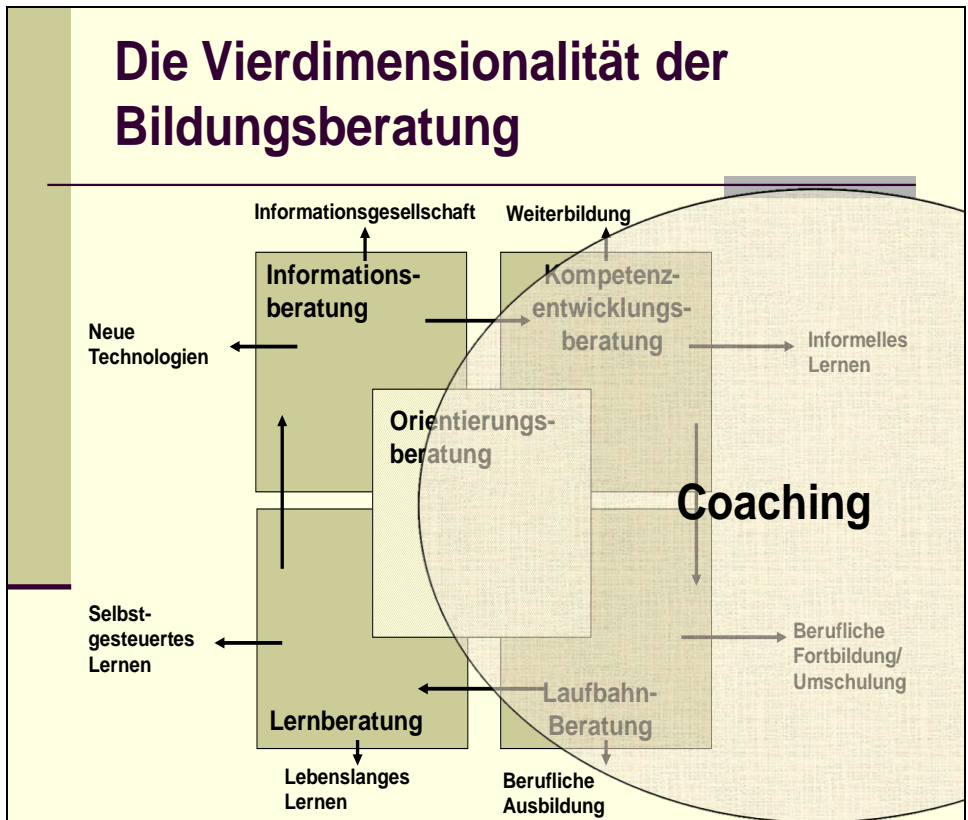 Die Vierdimensionalität der
Bildungsberatung
Informationsgesellschaft
Weiterbildung
Informations-
beratung
Kompetenz-
entwicklungs-
beratung
Neue
Technologien
Informelles
Lernen
Orientierungs-
beratung
Coaching
Selbst-
gesteuertes
Lernen
Berufliche
Fortbildung/
Umschulung
Lernberatung
Laufbahn-
Beratung
Lebenslanges
Lernen
Berufliche
Ausbildung